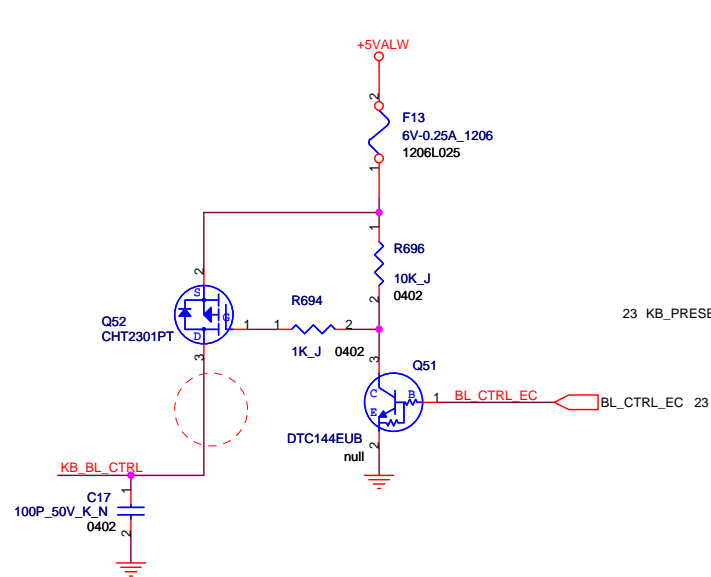 +5VALW
2
F13
6V-0.25A_1206
1206L025
1
1
R696
10K_J
0402
2
2
S
G
D
Q52
CHT2301PT
1
1
R694
2
1K_J 0402
3
23 KB_PRESE
3
Q51
C
B
E
1
BL_CTRL_EC
BL_CTRL_EC 23
DTC144EUB
null
2
KB_BL_CTRL
1
C17
100P_50V_K_N
0402
2